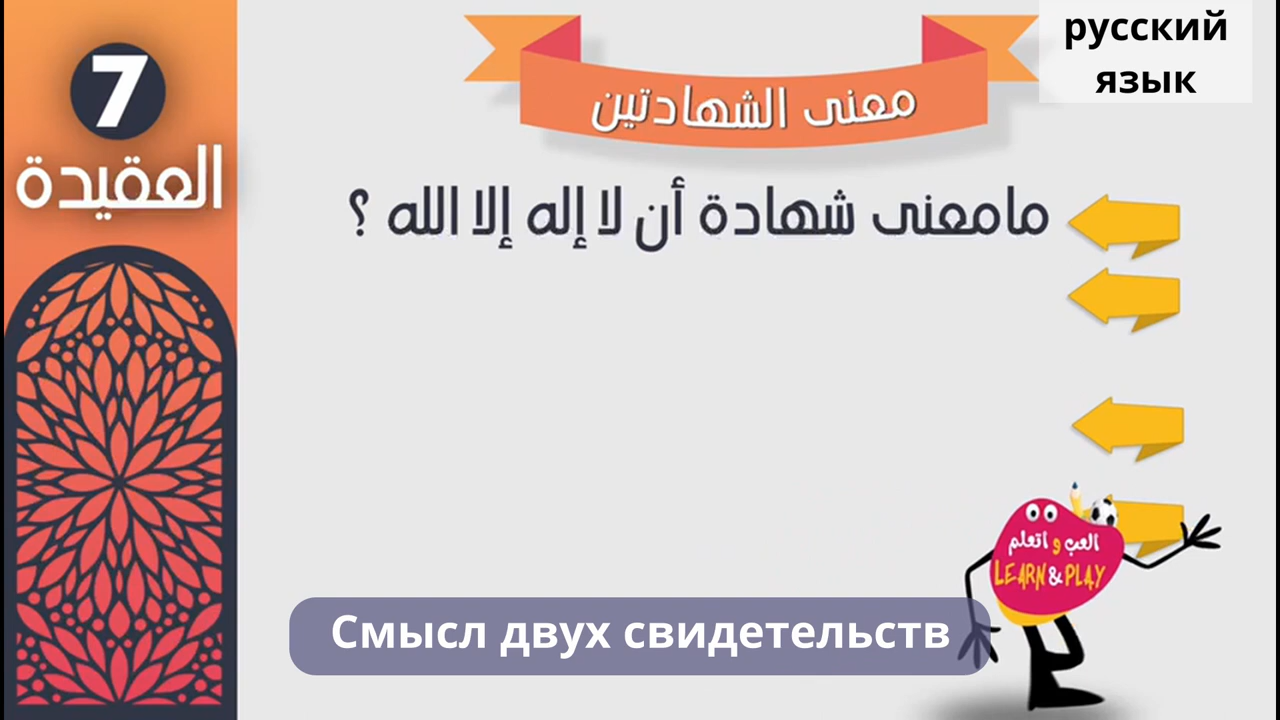 русский
язык
7
العقيدة
معنى الشهادتين
مامعنى شهادة أن لا إله إلا الله ؟
العب و اتعلم
LEARN & PLAY
Смысл двух свидетельств